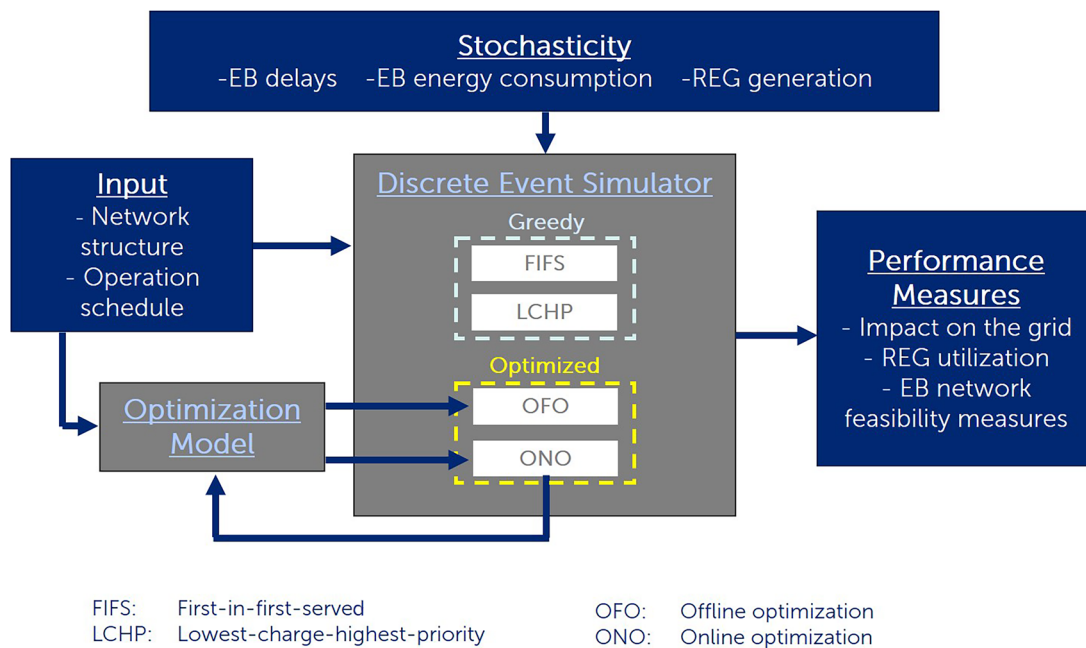 Stochasticity
-EB delays -EB energy consumption -REG generation
Input
- Network
structure
- Operation
schedule
Discrete Event Simulator
Greedy
FIFS
LCHP
Optimized
OFO
ONO
Optimization
Model
Performance
Measures
- Impact on the grid
- REG utilization
- EB network
feasibility measures
FIFS: First-in-first-served
LCHP: Lowest-charge-highest-priority
OFO: Offline optimization
ONO: Online optimization